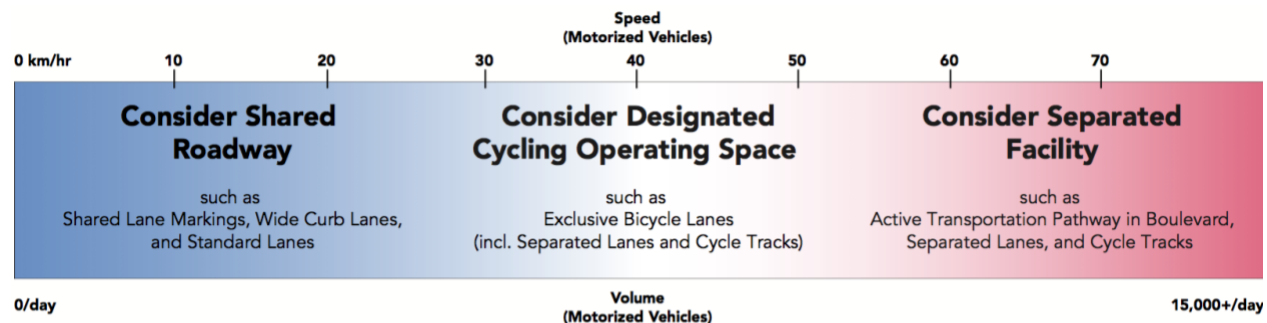 Speed
(Motorized Vehicles)
0 km/hr 10 20 30 40 50 60 70
Consider Shared
Roadway
such as
Shared Lane Markings, Wide Curb Lanes,
and Standard Lanes
Consider Designated
Cycling Operating Space
such as
Exclusive Bicycle Lanes
(incl. Separated Lanes and Cycle Tracks)
Consider Separated
Facility
such as
Active Transportation Pathway in Boulevard,
Separated Lanes, and Cycle Tracks
0/day
Volume
(Motorized Vehicles)
15,000+/day